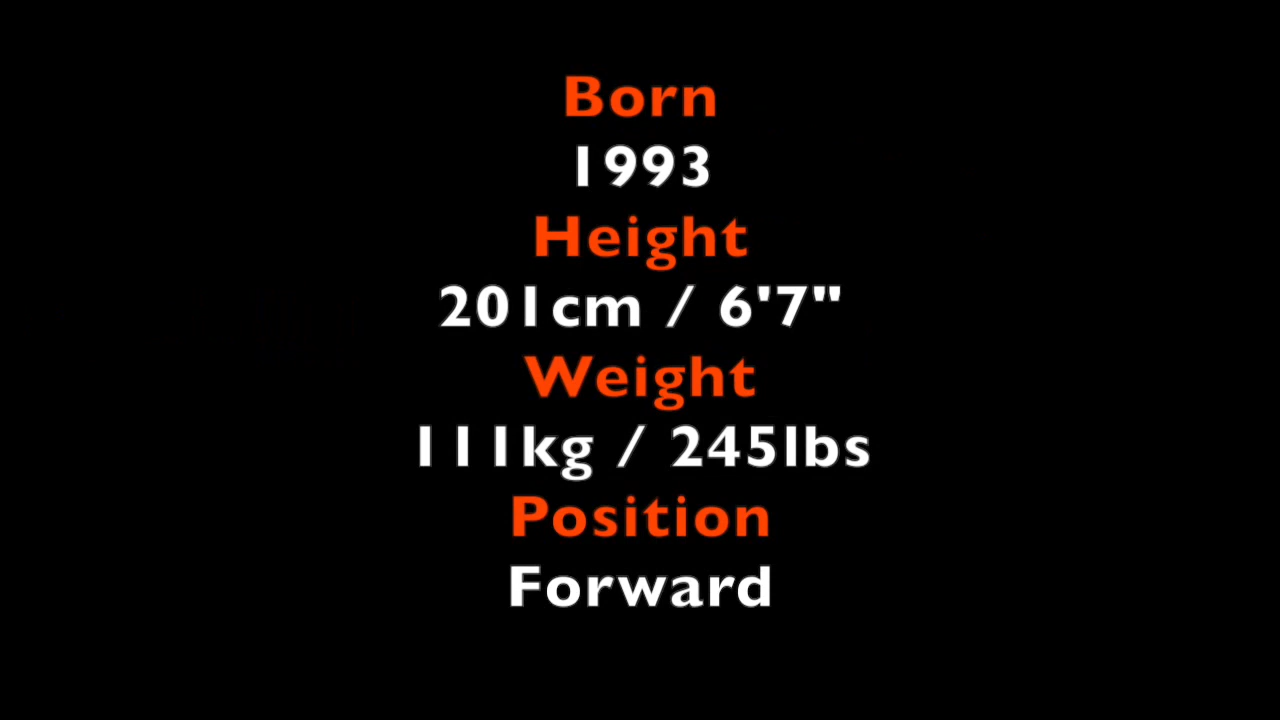 Born
1993
Height
201cm / 6'7"
Weight
111kg / 245lbs
Position
Forward